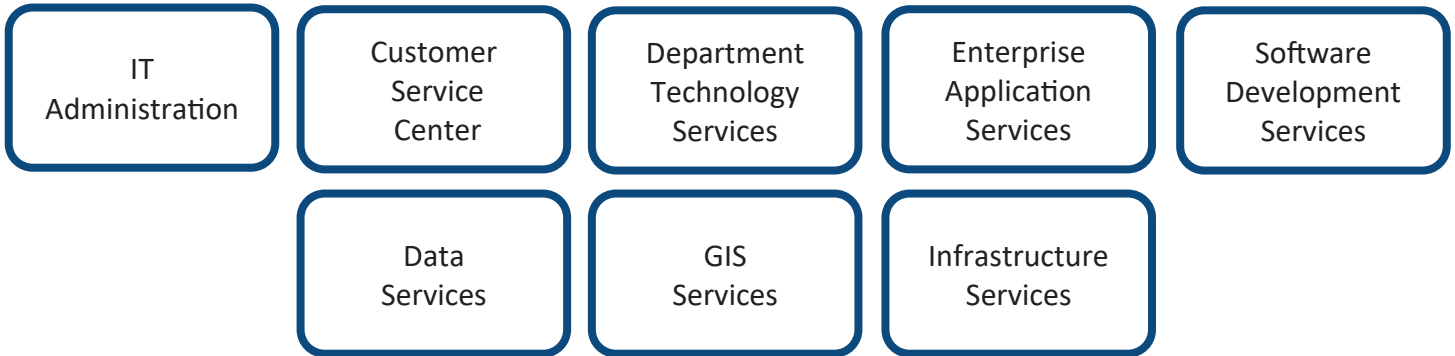 IT
Administration
Customer
Service
Center
Department
Technology
Services
Enterprise
Application
Services
Software
Development
Services
Data
Services
GIS
Services
Infrastructure
Services